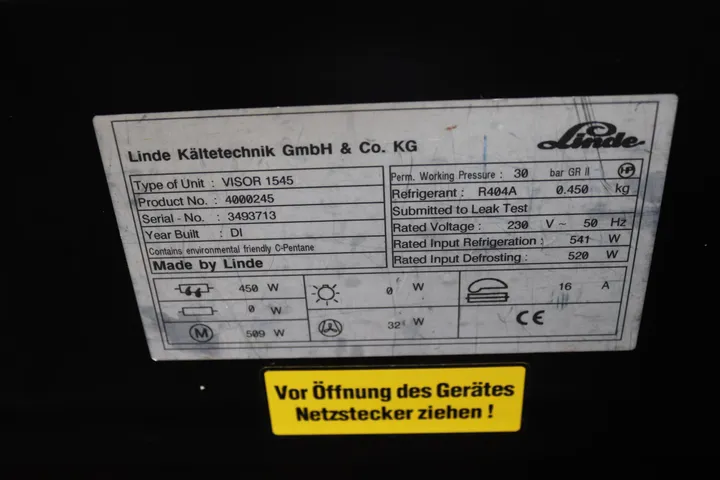 Linde Kältetechnik GmbH & Co. KG
Linde
Type of Unit : VISOR 1545
Product No. : 4000245
Serial - No. : 3493713
Year Built : DI
Contains environmental friendly C-Pentane
Made by Linde
Perm. Working Pressure : 30 bar GR II
HP
Refrigerant : R404A 0.450 kg
Submitted to Leak Test
Rated Voltage : 230 V ~ 50 Hz
Rated Input Refrigeration : 541 W
Rated Input Defrosting : 520 W
450 W
0 W
16 A
0 W
M 509 W
32 W
CE
Vor Öffnung des Gerätes
Netzstecker ziehen !